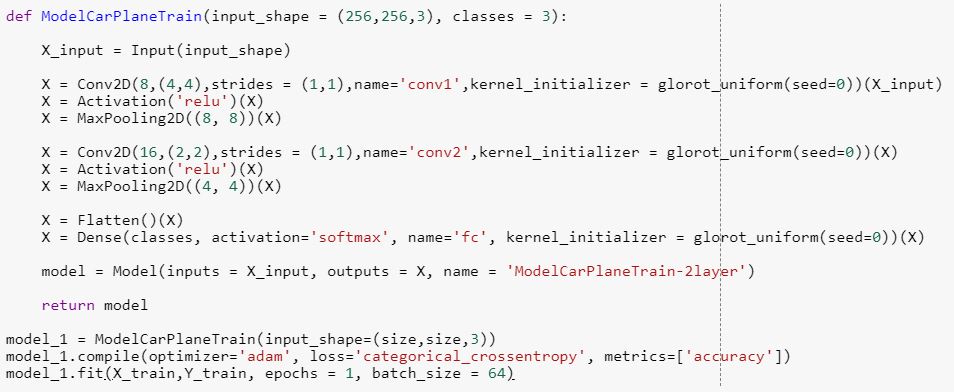 def ModelCarPlaneTrain(input_shape = (256,256,3), classes = 3):
X_input = Input(input_shape)
X = Conv2D(8,(4,4),strides = (1,1),name='conv1',kernel_initializer = glorot_uniform(seed=0))(X_input)
X = Activation('relu')(X)
X = MaxPooling2D((8, 8))(X)
X = Conv2D(16,(2,2),strides = (1,1),name='conv2',kernel_initializer = glorot_uniform(seed=0))(X)
X = Activation('relu')(X)
X = MaxPooling2D((4, 4))(X)
X = Flatten()(X)
X = Dense(classes, activation='softmax', name='fc', kernel_initializer = glorot_uniform(seed=0))(X)
model = Model(inputs = X_input, outputs = X, name = 'ModelCarPlaneTrain-2layer')
return model
model_1 = ModelCarPlaneTrain(input_shape=(size,size,3))
model_1.compile(optimizer='adam', loss='categorical_crossentropy', metrics=['accuracy'])
model_1.fit(X_train,Y_train, epochs = 1, batch_size = 64)